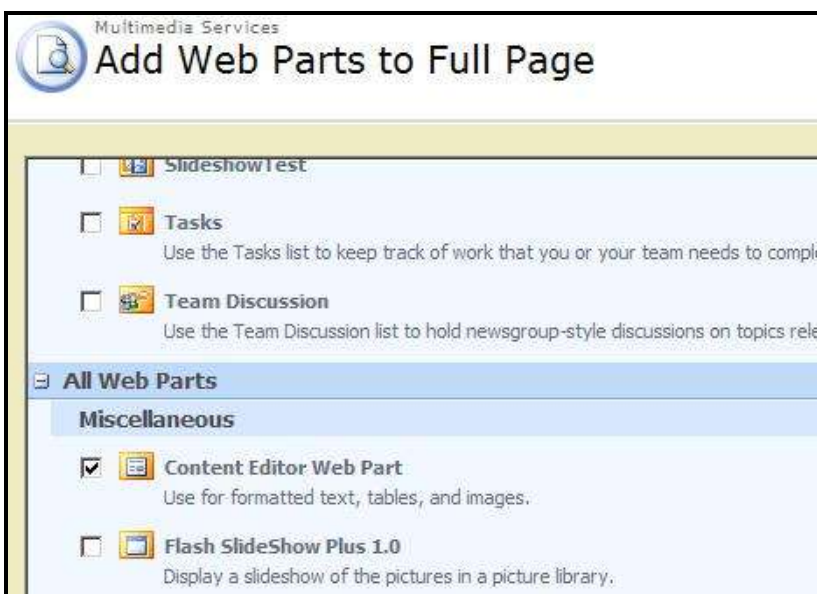 Multimedia Services
Add Web Parts to Full Page
SlideshowTest
Tasks
Use the Tasks list to keep track of work that you or your team needs to comple
Team Discussion
Use the Team Discussion list to hold newsgroup-style discussions on topics rele
All Web Parts
Miscellaneous
Content Editor Web Part
Use for formatted text, tables, and images.
Flash SlideShow Plus 1.0
Display a slideshow of the pictures in a picture library.